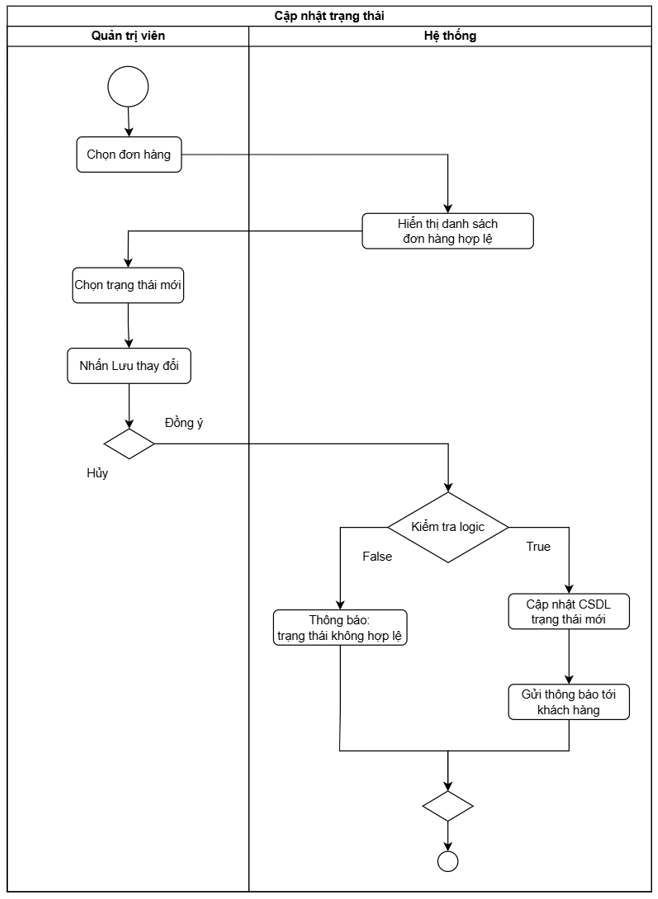 Cập nhật trạng thái
Quản trị viên
Hệ thống
Chọn đơn hàng
Hiển thị danh sách
đơn hàng hợp lệ
Chọn trạng thái mới
Nhấn Lưu thay đổi
Đồng ý
Hủy
Kiểm tra logic
False
True
Thông báo:
trạng thái không hợp lệ
Cập nhật CSDL
trạng thái mới
Gửi thông báo tới
khách hàng